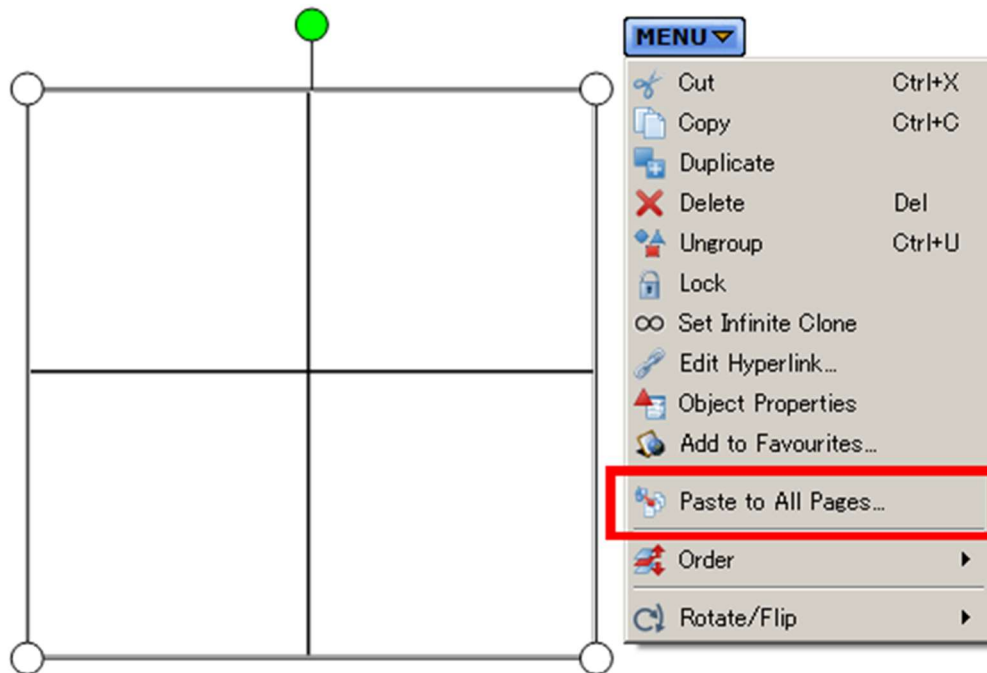 MENU
Cut Ctrl+X
Copy Ctrl+C
Duplicate
Delete Del
Ungroup Ctrl+U
Lock
Set Infinite Clone
Edit Hyperlink...
Object Properties
Add to Favourites...
Paste to All Pages...
Order
Rotate/Flip